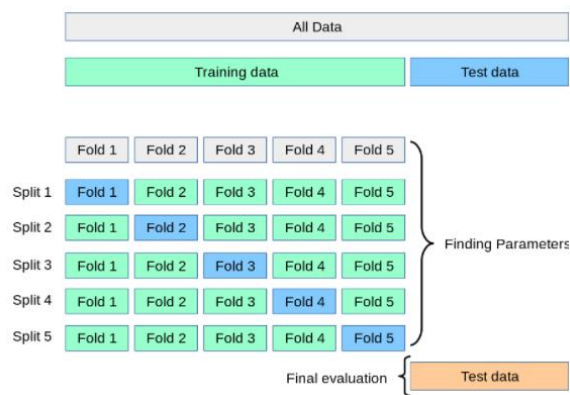 All Data
Training data Test data
Fold 1 Fold 2 Fold 3 Fold 4 Fold 5
Split 1 Fold 1 Fold 2 Fold 3 Fold 4 Fold 5
Split 2 Fold 1 Fold 2 Fold 3 Fold 4 Fold 5
Finding Parameters
Split 3 Fold 1 Fold 2 Fold 3 Fold 4 Fold 5
Split 4 Fold 1 Fold 2 Fold 3 Fold 4 Fold 5
Split 5 Fold 1 Fold 2 Fold 3 Fold 4 Fold 5
Final evaluation Test data